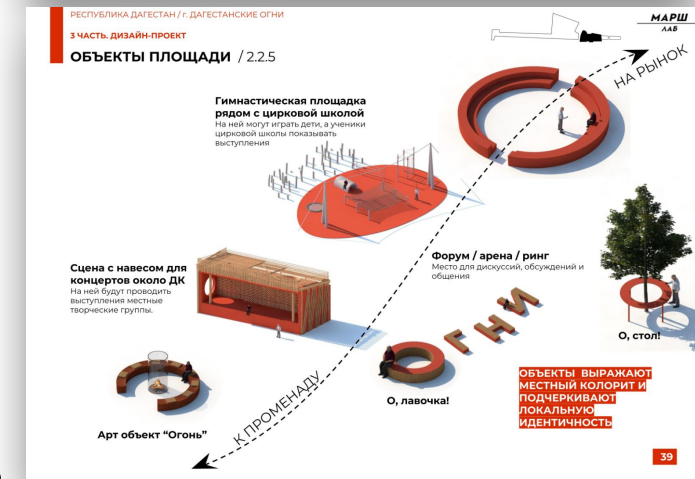 РЕСПУБЛИКА ДАГЕСТАН / г. ДАГЕСТАНСКИЕ ОГНИ
МАРШ
ЛАБ
3 ЧАСТЬ. ДИЗАЙН-ПРОЕКТ
ОБЪЕКТЫ ПЛОЩАДИ / 2.2.5
НА РЫНОК
Гимнастическая площадка
рядом с цирковой школой
На ней могут играть дети, а ученики
цирковой школы показывать
выступления
Форум / арена / ринг
Место для дискуссий, обсуждений и
общения
Сцена с навесом для
концертов около ДК
На ней будут проводить
выступления местные
творческие группы.
ОГНИ
О, стол!
О, лавочка!
ОБЪЕКТЫ ВЫРАЖАЮТ
МЕСТНЫЙ КОЛОРИТ И
ПОДЧЕРКИВАЮТ
ЛОКАЛЬНУЮ
ИДЕНТИЧНОСТЬ
К ПРОМЕНАДУ
Арт объект “Огонь”
39